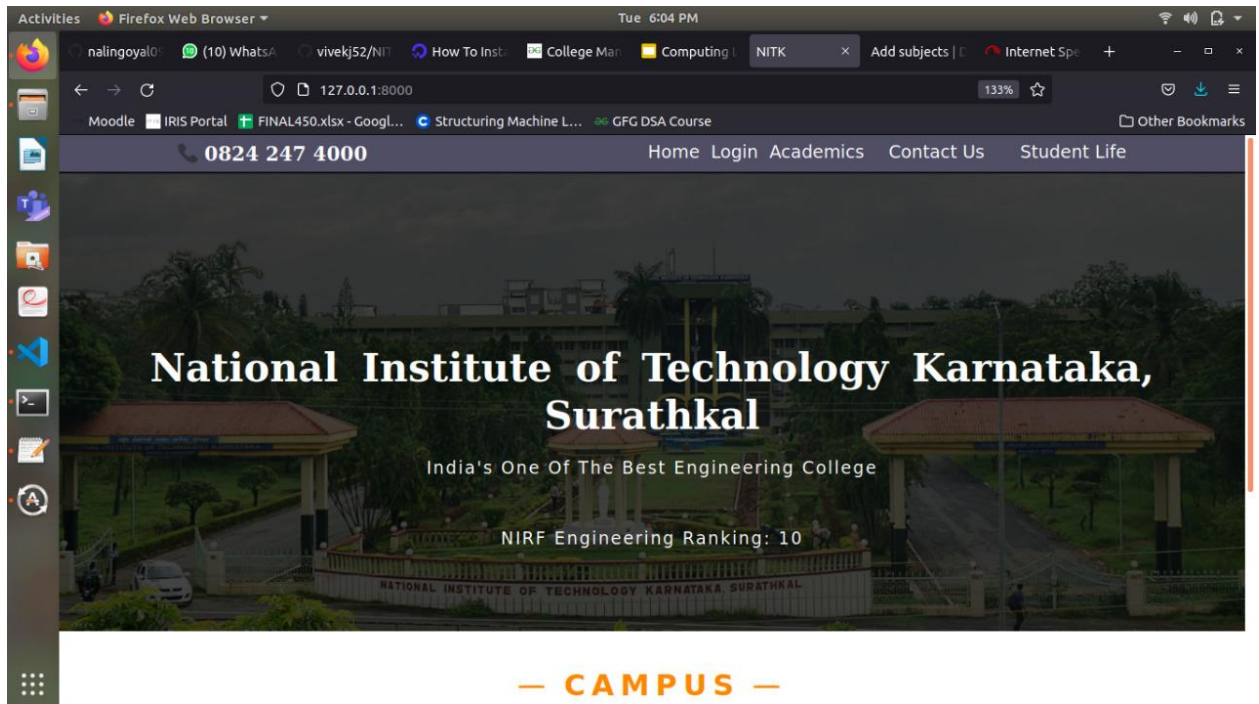 Activities Firefox Web Browser Tue 6:04 PM
nalingoyal09 (10) WhatsA vivekj52/NIT How To Insta College Man Computing L NITK Add subjects | D Internet Spe
127.0.0.1:8000 133%
Moodle IRIS Portal FINAL450.xlsx - Googl... Structuring Machine L... GFG DSA Course Other Bookmarks
0824 247 4000 Home Login Academics Contact Us Student Life
National Institute of Technology Karnataka,
Surathkal
India's One Of The Best Engineering College
NIRF Engineering Ranking: 10
NATIONAL INSTITUTE OF TECHNOLOGY KARNATAKA, SURATHKAL
— CAMPUS —